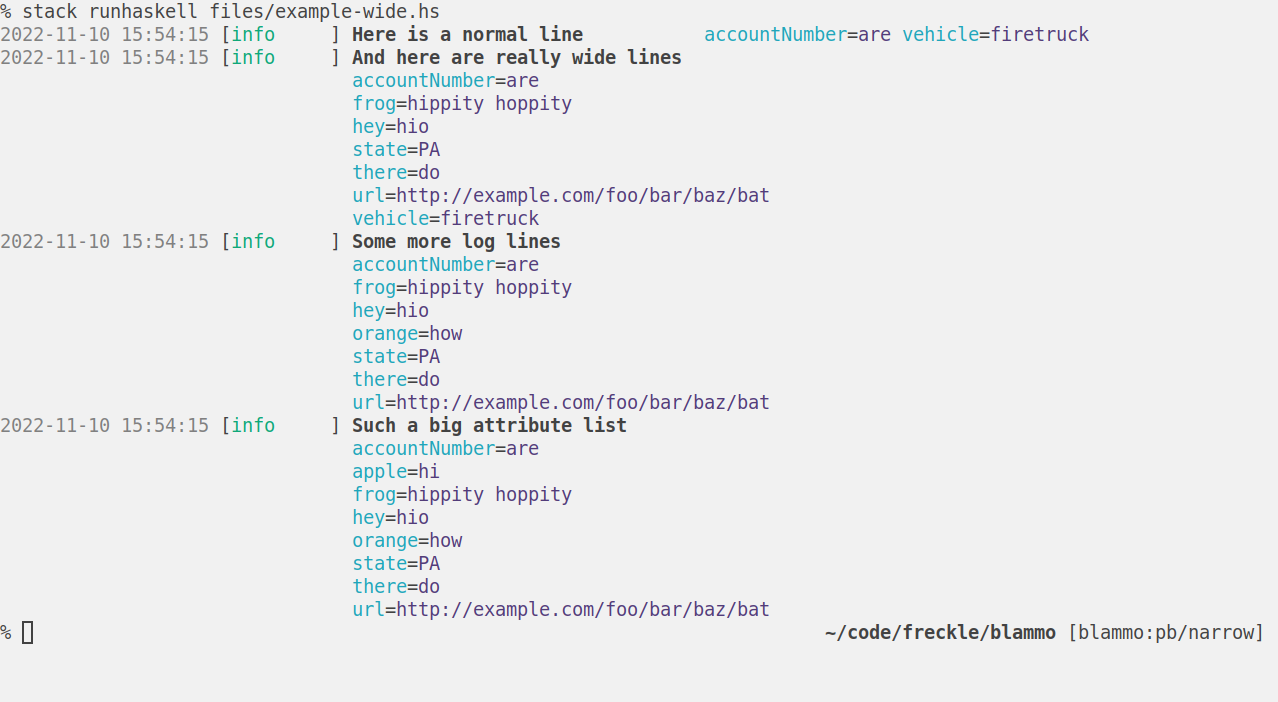 % stack runhaskell files/example-wide.hs
2022-11-10 15:54:15 [info     ] Here is a normal line           accountNumber=are vehicle=firetruck
2022-11-10 15:54:15 [info     ] And here are really wide lines
                                accountNumber=are
                                frog=hippity hoppity
                                hey=hio
                                state=PA
                                there=do
                                url=http://example.com/foo/bar/baz/bat
                                vehicle=firetruck
2022-11-10 15:54:15 [info     ] Some more log lines
                                accountNumber=are
                                frog=hippity hoppity
                                hey=hio
                                orange=how
                                state=PA
                                there=do
                                url=http://example.com/foo/bar/baz/bat
2022-11-10 15:54:15 [info     ] Such a big attribute list
                                accountNumber=are
                                apple=hi
                                frog=hippity hoppity
                                hey=hio
                                orange=how
                                state=PA
                                there=do
                                url=http://example.com/foo/bar/baz/bat
%                                                                          ~/code/freckle/blammo [blammo:pb/narrow]